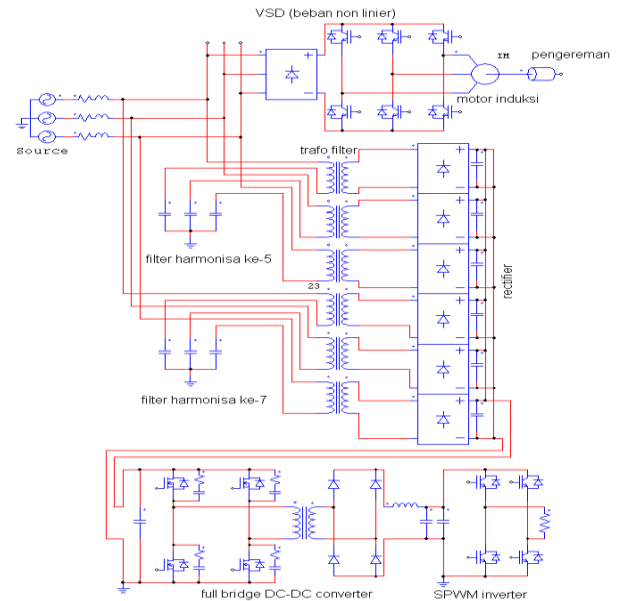 VSD (beban non linier)
IM
pengereman
motor induksi
Source
trafo filter
filter harmonisa ke-5
23
rectifier
filter harmonisa ke-7
full bridge DC-DC converter
SPWM inverter